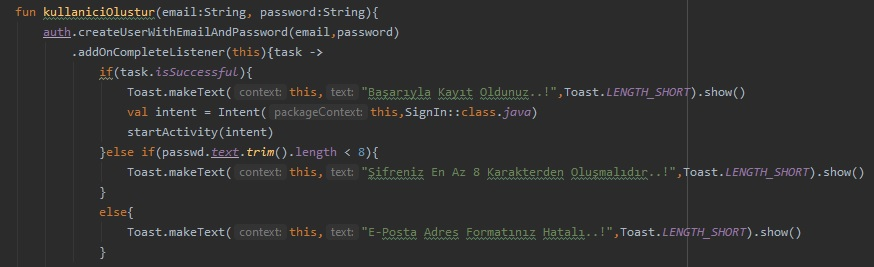 fun kullaniciOlustur(email:String, password:String){
auth.createUserWithEmailAndPassword(email,password)
.addOnCompleteListener(this){task ->
if(task.isSuccessful){
Toast.makeText( context: this, text: "Başarıyla Kayıt Oldunuz..!",Toast.LENGTH_SHORT).show()
val intent = Intent( packageContext: this,SignIn::class.java)
startActivity(intent)
}else if(passwd.text.trim().length < 8){
Toast.makeText( context: this, text: "Şifreniz En Az 8 Karakterden Oluşmalıdır..!",Toast.LENGTH_SHORT).show()
}
else{
Toast.makeText( context: this, text: "E-Posta Adres Formatınız Hatalı..!",Toast.LENGTH_SHORT).show()
}